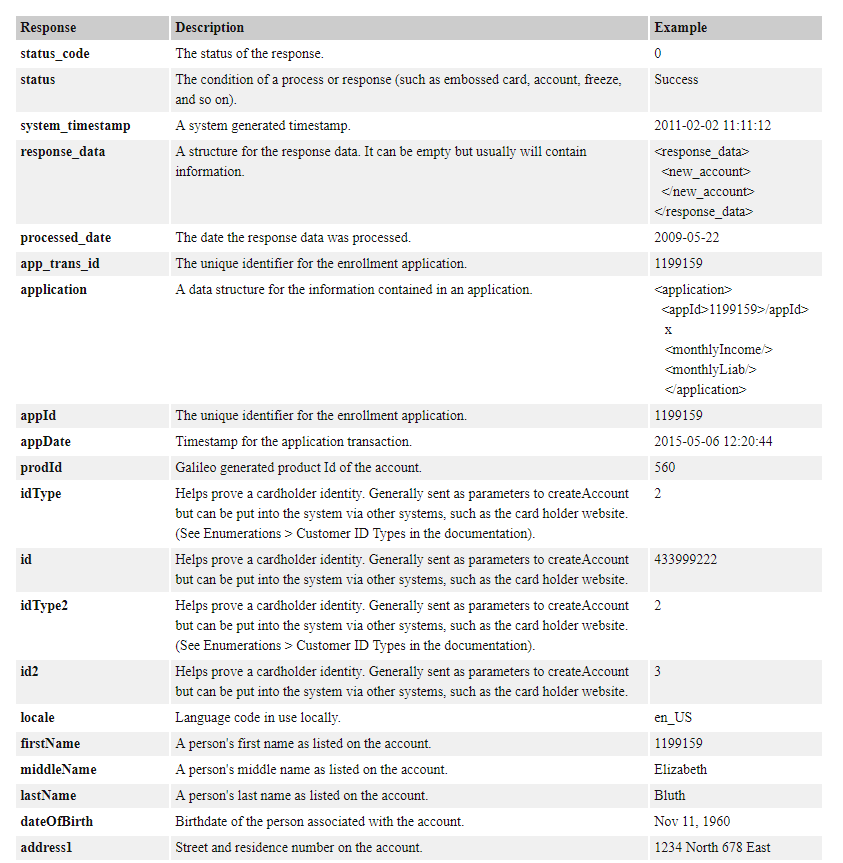 Response Description Example
status_code The status of the response. 0
status The condition of a process or response (such as embossed card, account, freeze, Success
and so on).
system_timestamp A system generated timestamp. 2011-02-02 11:11:12
response_data A structure for the response data. It can be empty but usually will contain <response_data>
information. <new_account>
</new_account>
</response_data>
processed_date The date the response data was processed. 2009-05-22
app_trans_id The unique identifier for the enrollment application. 1199159
application A data structure for the information contained in an application. <application>
<appId>1199159>/appId>
x
<monthlyIncome/>
<monthlyLiab/>
</application>
appId The unique identifier for the enrollment application. 1199159
appDate Timestamp for the application transaction. 2015-05-06 12:20:44
prodId Galileo generated product Id of the account. 560
idType Helps prove a cardholder identity. Generally sent as parameters to createAccount 2
but can be put into the system via other systems, such as the card holder website.
(See Enumerations > Customer ID Types in the documentation).
id Helps prove a cardholder identity. Generally sent as parameters to createAccount 433999222
but can be put into the system via other systems, such as the card holder website.
idType2 Helps prove a cardholder identity. Generally sent as parameters to createAccount 2
but can be put into the system via other systems, such as the card holder website.
(See Enumerations > Customer ID Types in the documentation).
id2 Helps prove a cardholder identity. Generally sent as parameters to createAccount 3
but can be put into the system via other systems, such as the card holder website.
locale Language code in use locally. en_US
firstName A person's first name as listed on the account. 1199159
middleName A person's middle name as listed on the account. Elizabeth
lastName A person's last name as listed on the account. Bluth
dateOfBirth Birthdate of the person associated with the account. Nov 11, 1960
address1 Street and residence number on the account. 1234 North 678 East